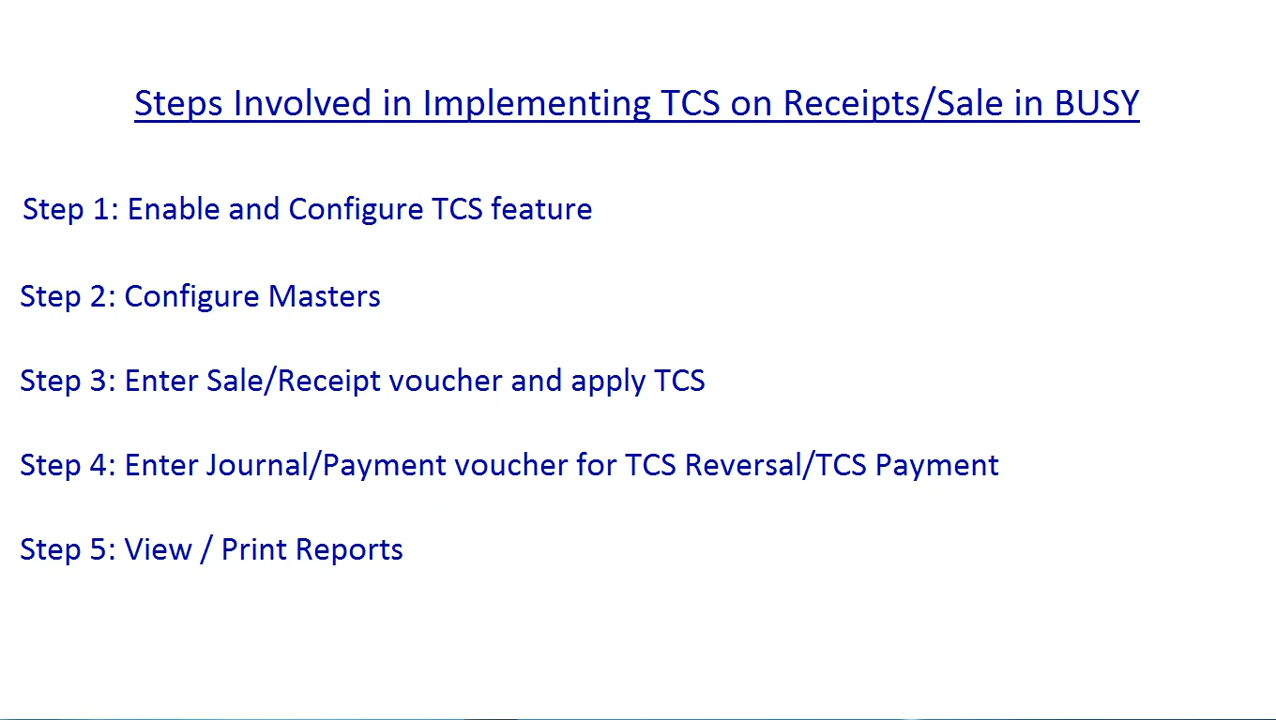 Steps Involved in Implementing TCS on Receipts/Sale in BUSY
Step 1: Enable and Configure TCS feature
Step 2: Configure Masters
Step 3: Enter Sale/Receipt voucher and apply TCS
Step 4: Enter Journal/Payment voucher for TCS Reversal/TCS Payment
Step 5: View / Print Reports